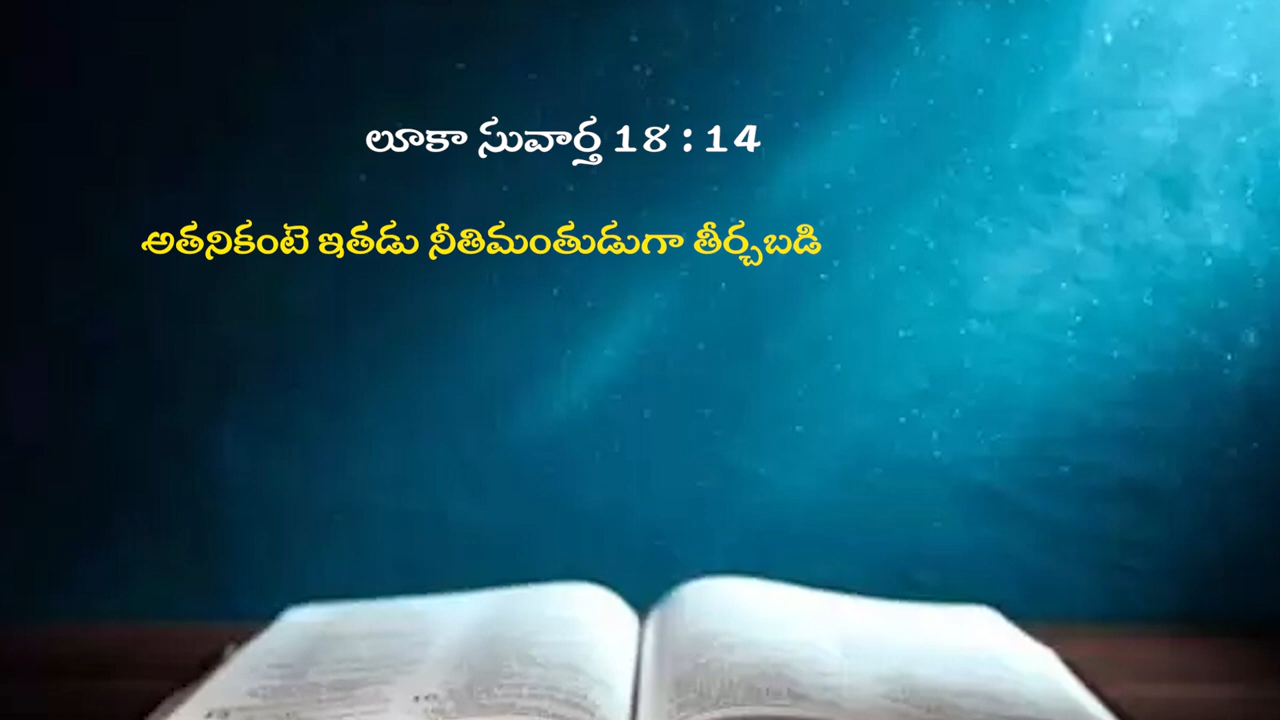 లూకా సువార్త 18 : 14
అతనికంటె ఇతడు నీతిమంతుడుగా తీర్చబడి